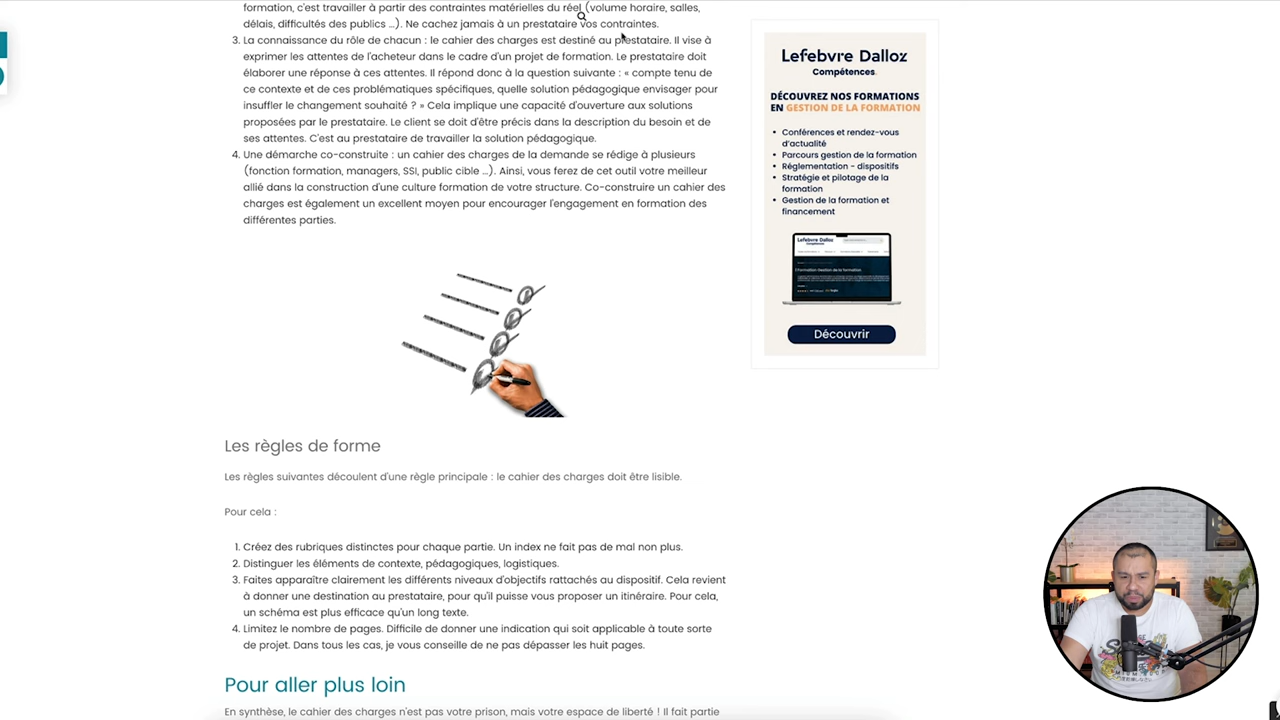 formation, c'est travailler à partir des contraintes matérielles du réel (volume horaire, salles,
délais, difficultés des publics ...). Ne cachez jamais à un prestataire vos contraintes.
3. La connaissance du rôle de chacun : le cahier des charges est destiné au prestataire. Il vise à
exprimer les attentes de l'acheteur dans le cadre d'un projet de formation. Le prestataire doit
élaborer une réponse à ces attentes. Il répond donc à la question suivante : « compte tenu de
ce contexte et de ces problématiques spécifiques, quelle solution pédagogique envisager pour
insuffler le changement souhaité ? » Cela implique une capacité d'ouverture aux solutions
proposées par le prestataire. Le client se doit d'être précis dans la description du besoin et de
ses attentes. C'est au prestataire de travailler la solution pédagogique.
4. Une démarche co-construite : un cahier des charges de la demande se rédige à plusieurs
(fonction formation, managers, SSI, public cible ...). Ainsi, vous ferez de cet outil votre meilleur
allié dans la construction d'une culture formation de votre structure. Co-construire un cahier des
charges est également un excellent moyen pour encourager l'engagement en formation des
différentes parties.
Les règles de forme
Les règles suivantes découlent d'une règle principale : le cahier des charges doit être lisible.
Pour cela :
1. Créez des rubriques distinctes pour chaque partie. Un index ne fait pas de mal non plus.
2. Distinguer les éléments de contexte, pédagogiques, logistiques.
3. Faites apparaître clairement les différents niveaux d'objectifs rattachés au dispositif. Cela revient
à donner une destination au prestataire, pour qu'il puisse vous proposer un itinéraire. Pour cela,
un schéma est plus efficace qu'un long texte.
4. Limitez le nombre de pages. Difficile de donner une indication qui soit applicable à toute sorte
de projet. Dans tous les cas, je vous conseille de ne pas dépasser les huit pages.
Pour aller plus loin
En synthèse, le cahier des charges n'est pas votre prison, mais votre espace de liberté ! Il fait partie
Lefebvre Dalloz
Compétences
DÉCOUVREZ NOS FORMATIONS
EN GESTION DE LA FORMATION
• Conférences et rendez-vous
d'actualité
• Parcours gestion de la formation
• Réglementation - dispositifs
• Stratégie et pilotage de la
formation
• Gestion de la formation et
financement
Lefebvre Dalloz
Découvrir